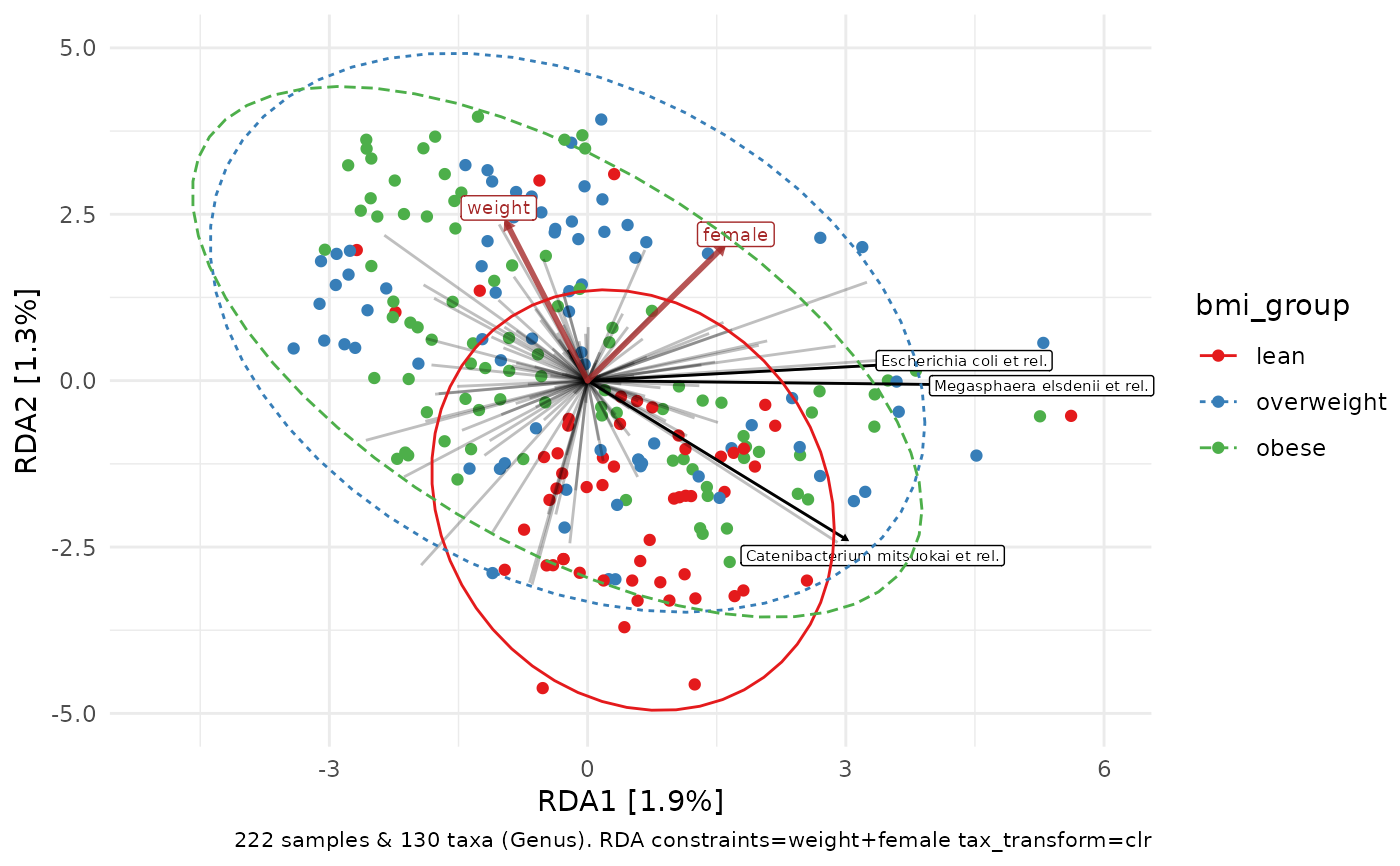 5.0
2.5
0.0
-2.5
-5.0
RDA2 [1.3%]
weight
female
Escherichia coli et rel.
Megasphaera elsdenii et rel.
Catenibacterium mitsuokai et rel.
-3
0
3
6
RDA1 [1.9%]
bmi_group
lean
overweight
obese
222 samples & 130 taxa (Genus). RDA constraints=weight+female tax_transform=clr